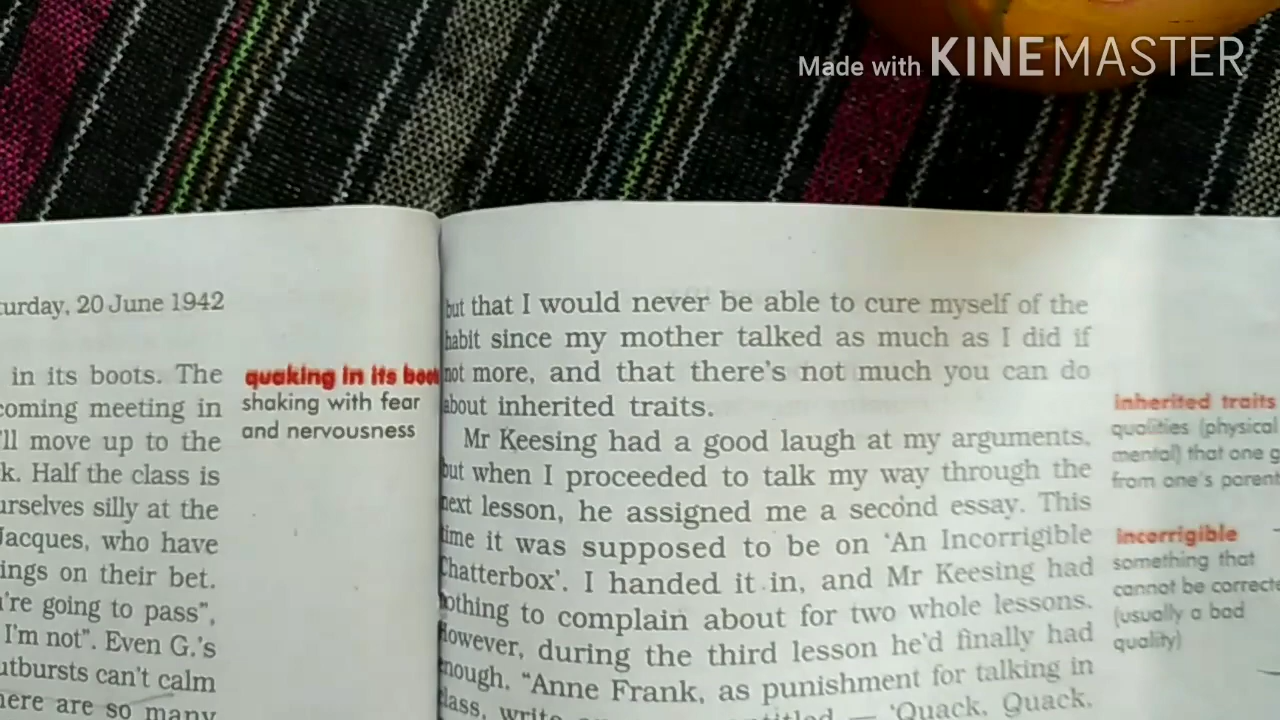 Made with KINEMASTER
urday, 20 June 1942
in its boots. The
coming meeting in
'll move up to the
k. Half the class is
urselves silly at the
Jacques, who have
ings on their bet.
're going to pass",
I'm not". Even G.'s
utbursts can't calm
here are so many
quaking in its boot
shaking with fear
and nervousness
but that I would never be able to cure myself of the
habit since my mother talked as much as I did if
not more, and that there's not much you can do
about inherited traits.
Mr Keesing had a good laugh at my arguments,
but when I proceeded to talk my way through the
next lesson, he assigned me a second essay. This
time it was supposed to be on 'An Incorrigible
Chatterbox'. I handed it in, and Mr Keesing had
nothing to complain about for two whole lessons.
However, during the third lesson he'd finally had
enough. "Anne Frank, as punishment for talking in
class, write entitled — 'Quack, Quack,
inherited traits
qualities (physical
mental) that one g
from one's parent
incorrigible
something that
cannot be correcte
(usually a bad
quality)